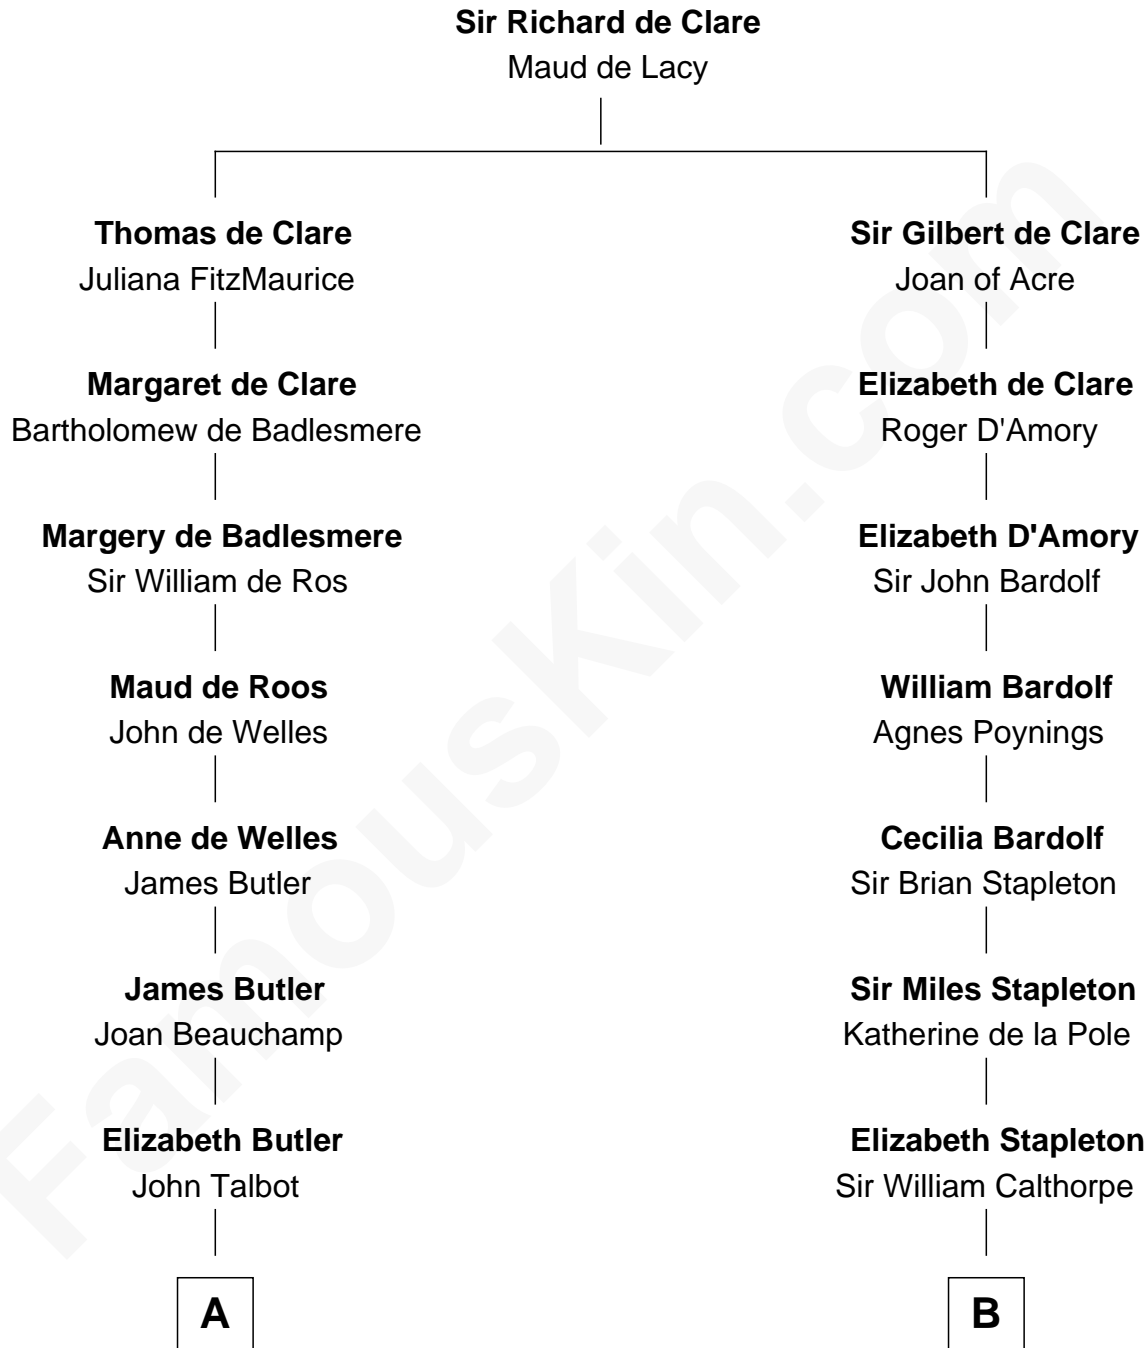 Sir Richard de Clare
Maud de Lacy
Thomas de Clare
Juliana FitzMaurice
Sir Gilbert de Clare
Joan of Acre
Margaret de Clare
Bartholomew de Badlesmere
Elizabeth de Clare
Roger D'Amory
Margery de Badlesmere
Sir William de Ros
Elizabeth D'Amory
Sir John Bardolf
Maud de Roos
John de Welles
William Bardolf
Agnes Poynings
Anne de Welles
James Butler
Cecilia Bardolf
Sir Brian Stapleton
James Butler
Joan Beauchamp
Sir Miles Stapleton
Katherine de la Pole
Elizabeth Butler
John Talbot
Elizabeth Stapleton
Sir William Calthorpe
A
B
FamousKin.com